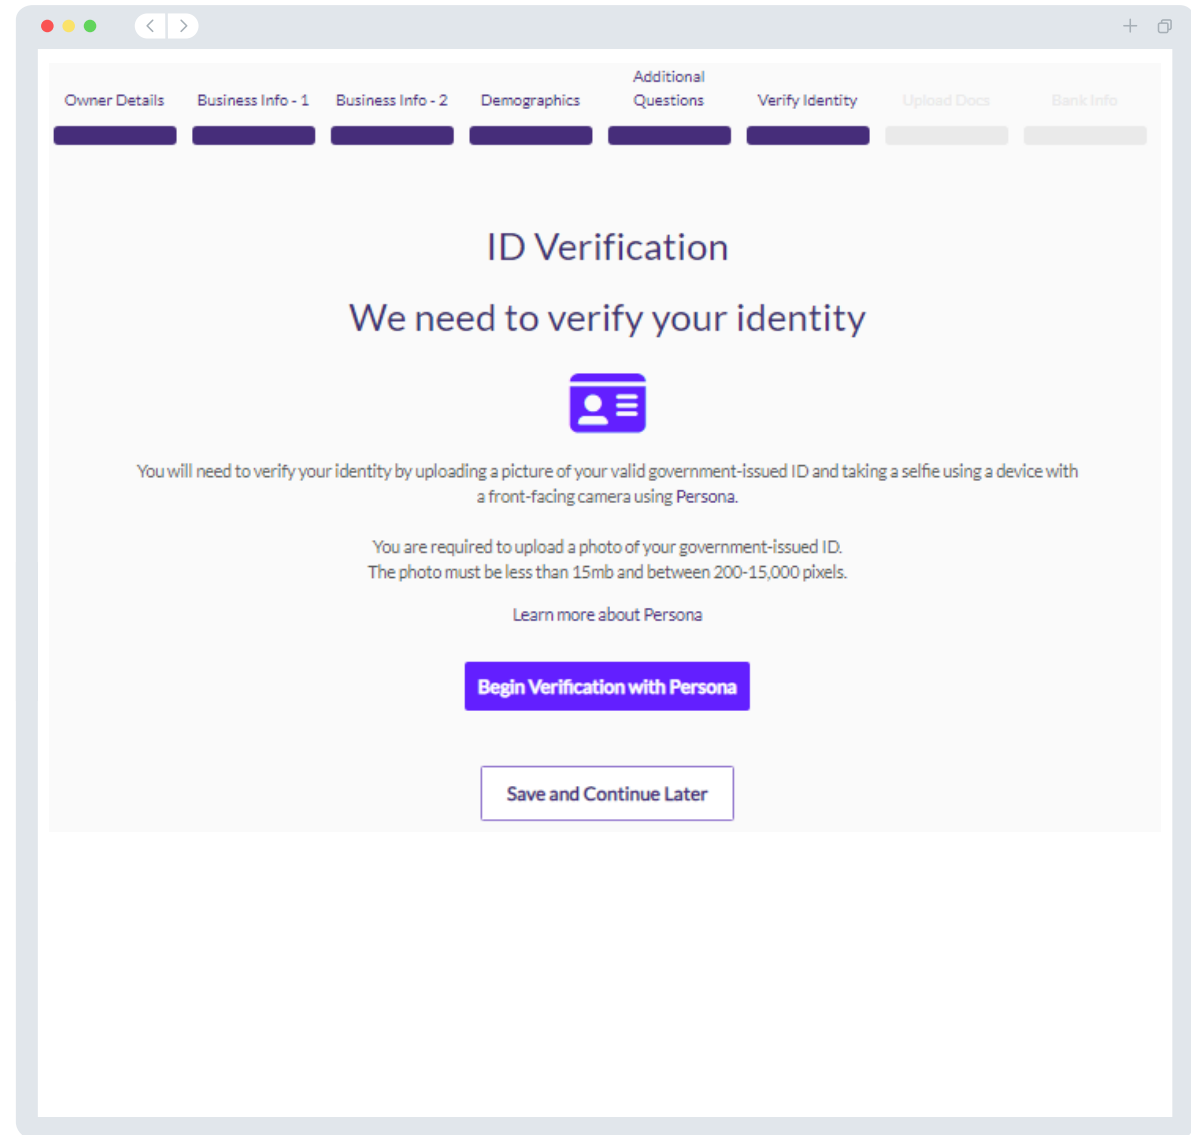 Owner Details
Business Info - 1
Business Info - 2
Demographics
Additional
Questions
Verify Identity
Upload Docs
Bank Info
ID Verification
We need to verify your identity
You will need to verify your identity by uploading a picture of your valid government-issued ID and taking a selfie using a device with
a front-facing camera using Persona.
You are required to upload a photo of your government-issued ID.
The photo must be less than 15mb and between 200-15,000 pixels.
Learn more about Persona
Begin Verification with Persona
Save and Continue Later